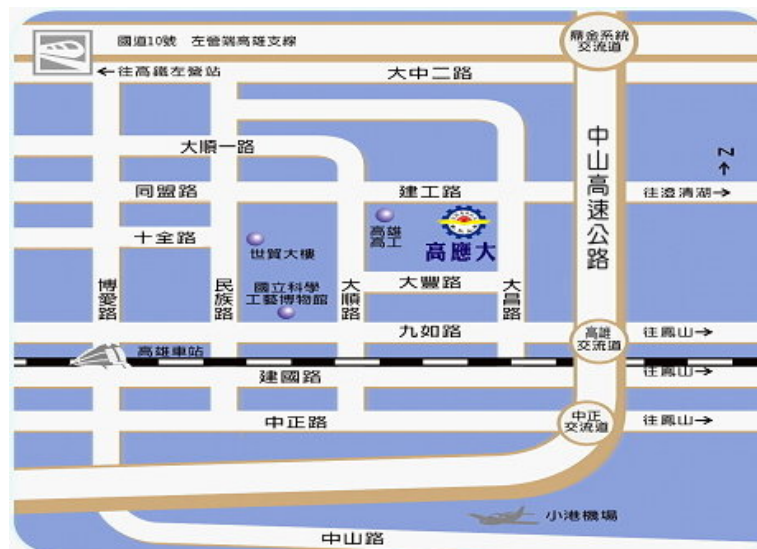 國道10號 左營端高雄支線
鼎金系統
交流道
←往高鐵左營站
大中二路
大順一路
中山高速公路
N
同盟路
建工路
往澄清湖→
高雄
高工
高應大
十全路
世貿大樓
博愛路
民族路
國立科學
工藝博物館
大順路
大豐路
大昌路
九如路
高雄
交流道
往鳳山→
高雄車站
建國路
往鳳山→
中正路
中正
交流道
往鳳山→
小港機場
中山路